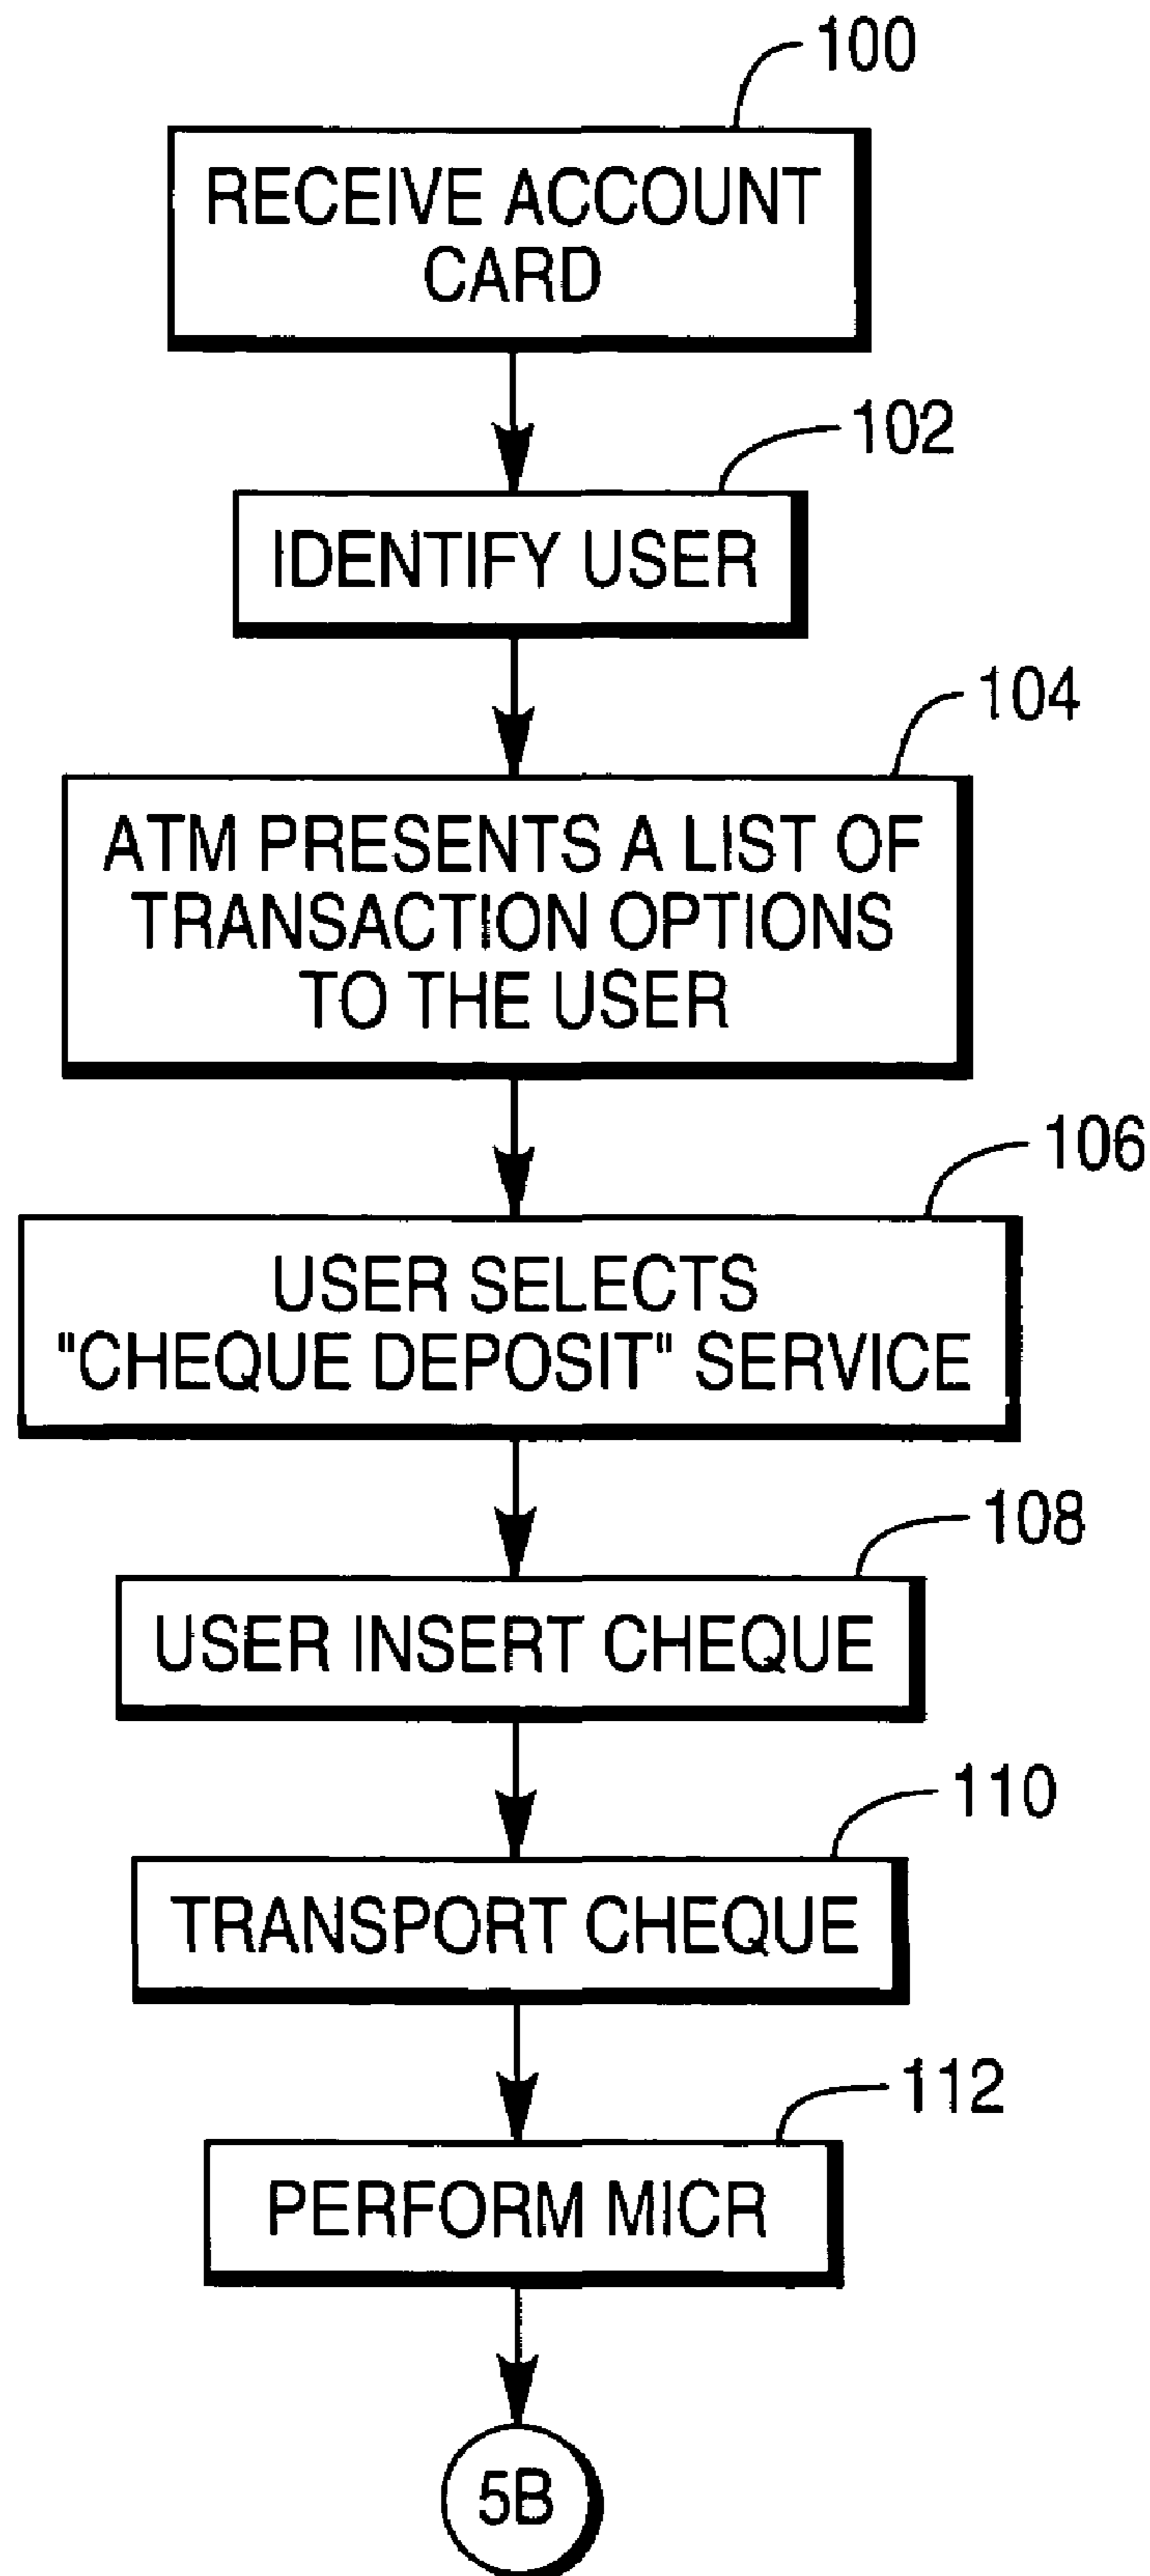 100
RECEIVE ACCOUNT
CARD
102
IDENTIFY USER
104
ATM PRESENTS A LIST OF
TRANSACTION OPTIONS
TO THE USER
106
USER SELECTS
"CHEQUE DEPOSIT" SERVICE
108
USER INSERT CHEQUE
110
TRANSPORT CHEQUE
112
PERFORM MICR
5B